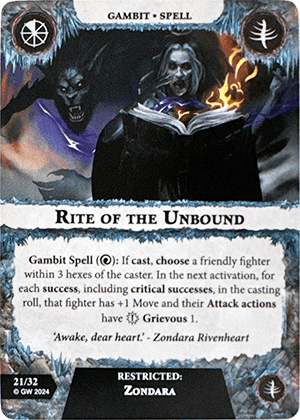 GAMBIT • SPELL
RITE OF THE UNBOUND
Gambit Spell (): If cast, choose a friendly fighter
within 3 hexes of the caster. In the next activation, for
each success, including critical successes, in the casting
roll, that fighter has +1 Move and their Attack actions
have Grievous 1.
'Awake, dear heart.' - Zondara Rivenheart
21/32
© GW 2024
RESTRICTED:
ZONDARA